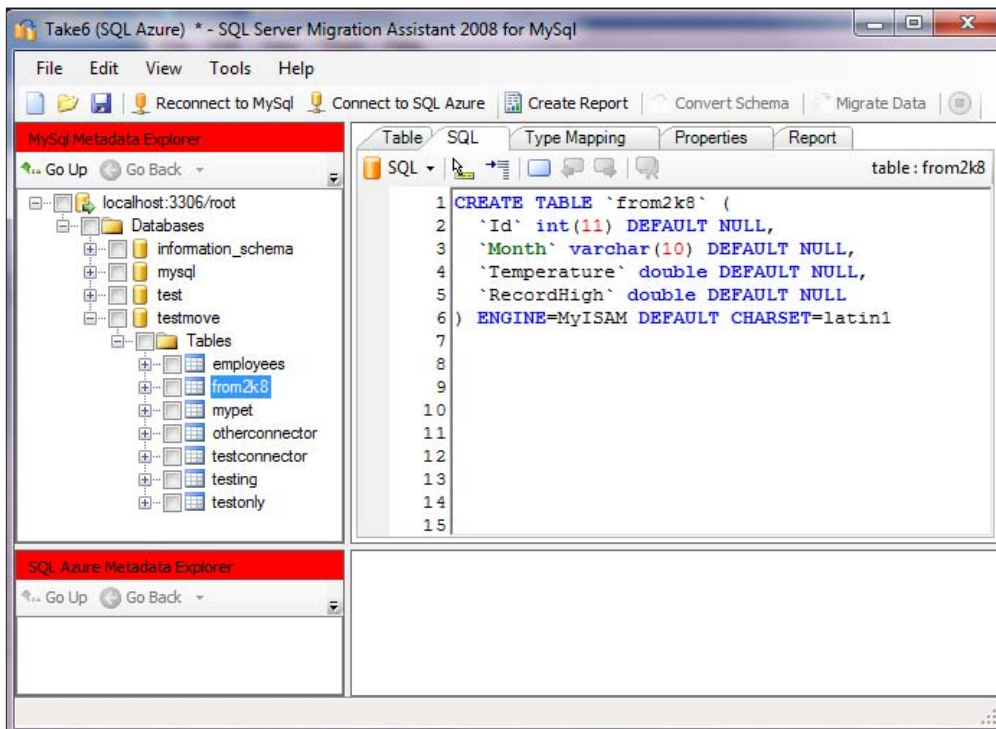 Take6 (SQL Azure) * - SQL Server Migration Assistant 2008 for MySql
File Edit View Tools Help
Reconnect to MySql Connect to SQL Azure Create Report Convert Schema Migrate Data
MySql Metadata Explorer
Go Up Go Back
localhost:3306/root
Databases
information_schema
mysql
test
testmove
Tables
employees
from2k8
mypet
otherconnector
testconnector
testing
testonly
Table SQL Type Mapping Properties Report
SQL table : from2k8
1 CREATE TABLE `from2k8` (
2 `Id` int(11) DEFAULT NULL,
3 `Month` varchar(10) DEFAULT NULL,
4 `Temperature` double DEFAULT NULL,
5 `RecordHigh` double DEFAULT NULL
6 ) ENGINE=MyISAM DEFAULT CHARSET=latin1
7
8
9
10
11
12
13
14
15
SQL Azure Metadata Explorer
Go Up Go Back